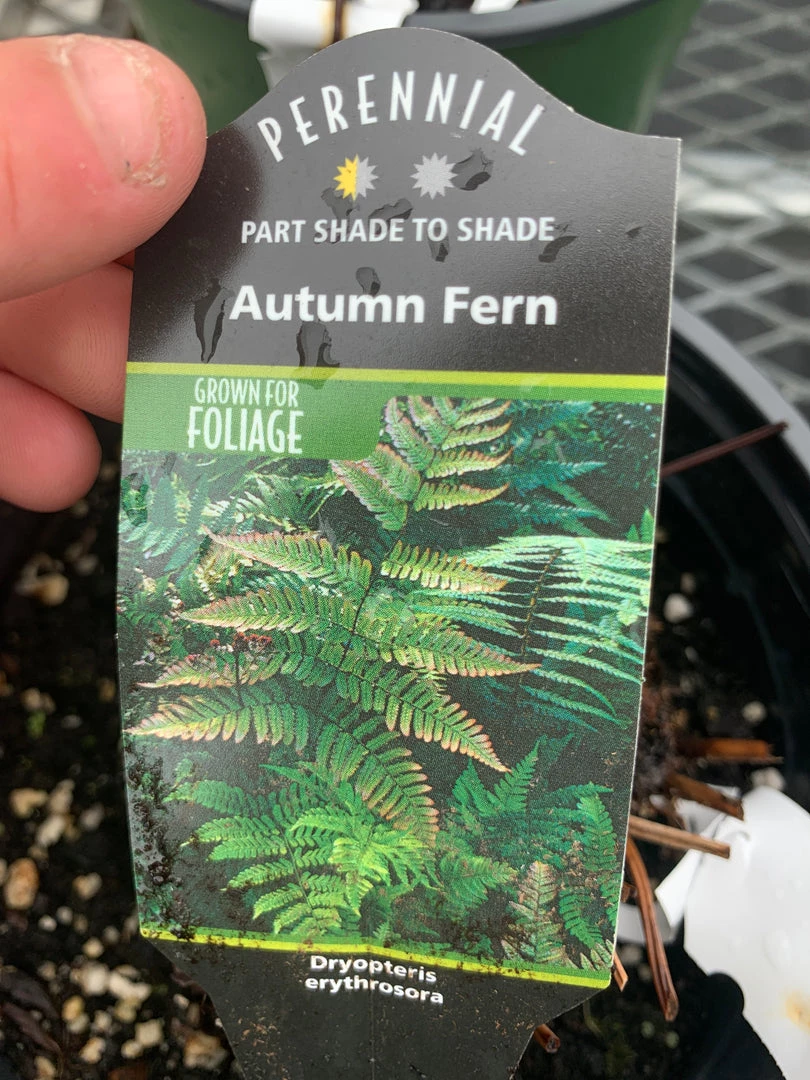 PERENNIAL
PART SHADE TO SHADE
Autumn Fern
GROWN FOR
FOLIAGE
Dryopteris
erythrosora